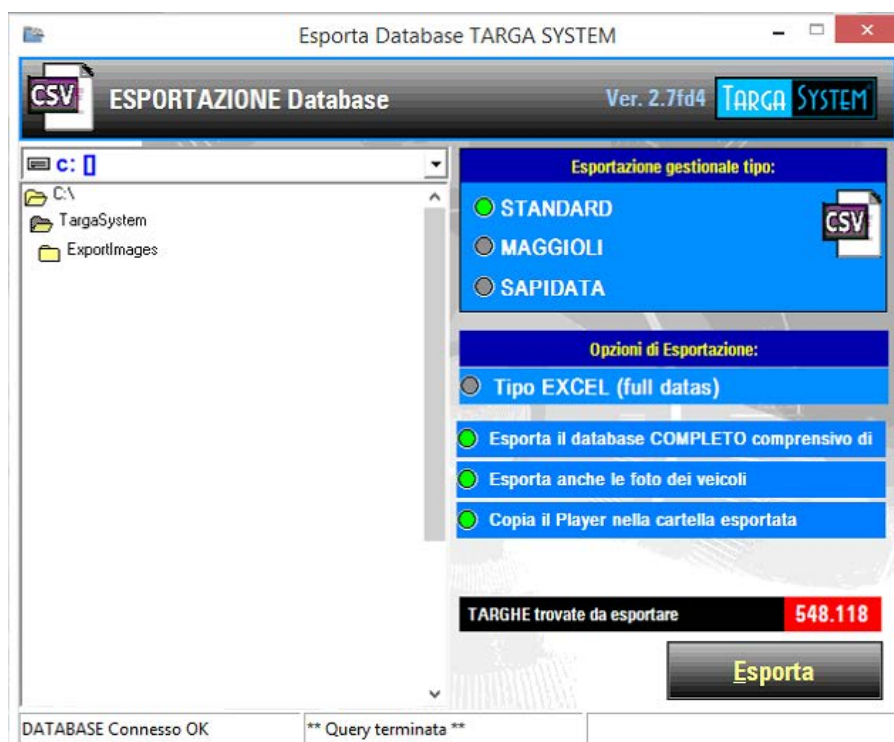 Esporta Database TARGA SYSTEM
CSV
ESPORTAZIONE Database
Ver. 2.7fd4
TARGA SYSTEM
c: []
C:\
TargaSystem
ExportImages
Esportazione gestionale tipo:
STANDARD
CSV
MAGGIOLI
SAPIDATA
Opzioni di Esportazione:
Tipo EXCEL (full datas)
Esporta il database COMPLETO comprensivo di
Esporta anche le foto dei veicoli
Copia il Player nella cartella esportata
TARGHE trovate da esportare 548.118
Esporta
DATABASE Connesso OK
** Query terminata **